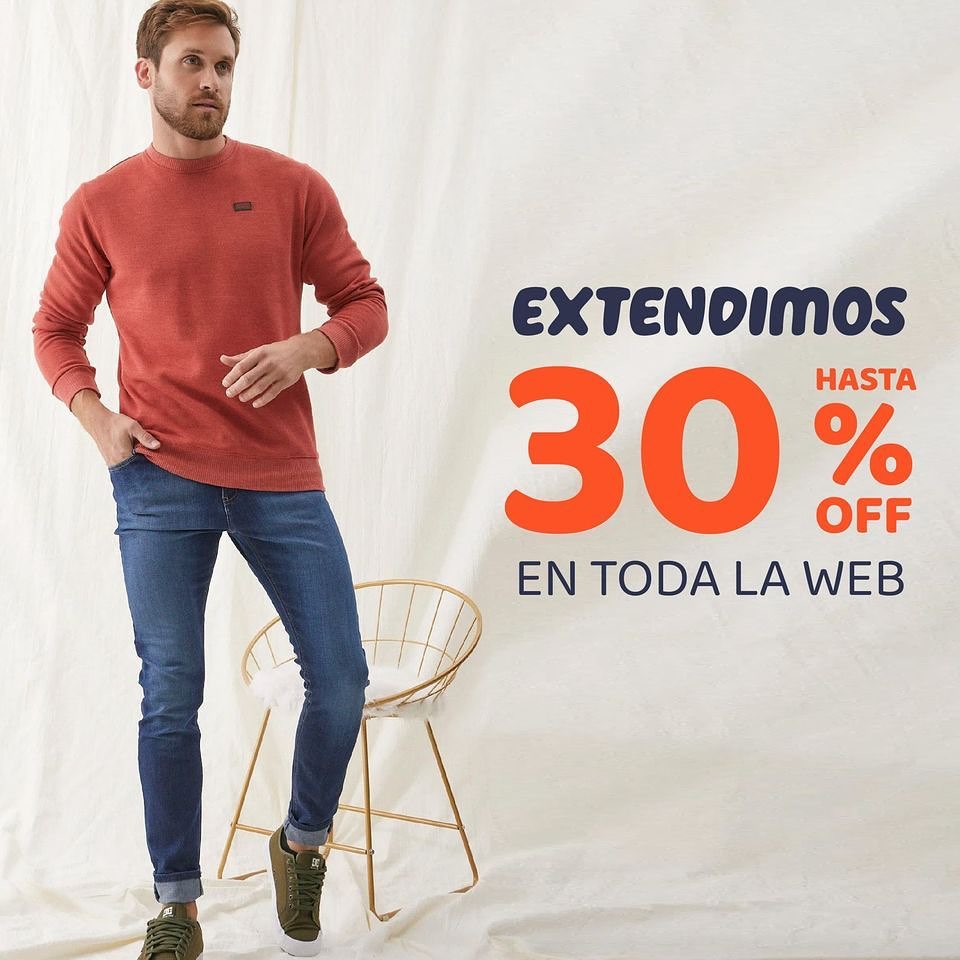 EXTENDIMOS
30 HASTA
%
OFF
EN TODA LA WEB